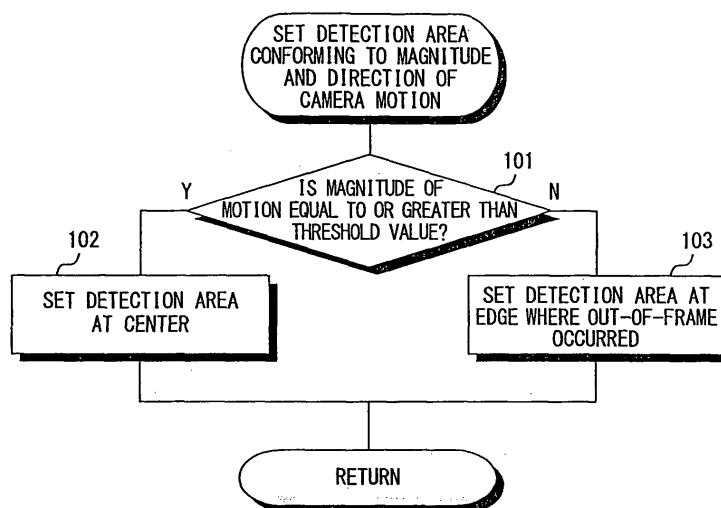 SET DETECTION AREA
CONFORMING TO MAGNITUDE
AND DIRECTION OF
CAMERA MOTION
101
Y
N
IS MAGNITUDE OF
MOTION EQUAL TO OR GREATER THAN
THRESHOLD VALUE?
102
SET DETECTION AREA
AT CENTER
103
SET DETECTION AREA AT
EDGE WHERE OUT-OF-FRAME
OCCURRED
RETURN